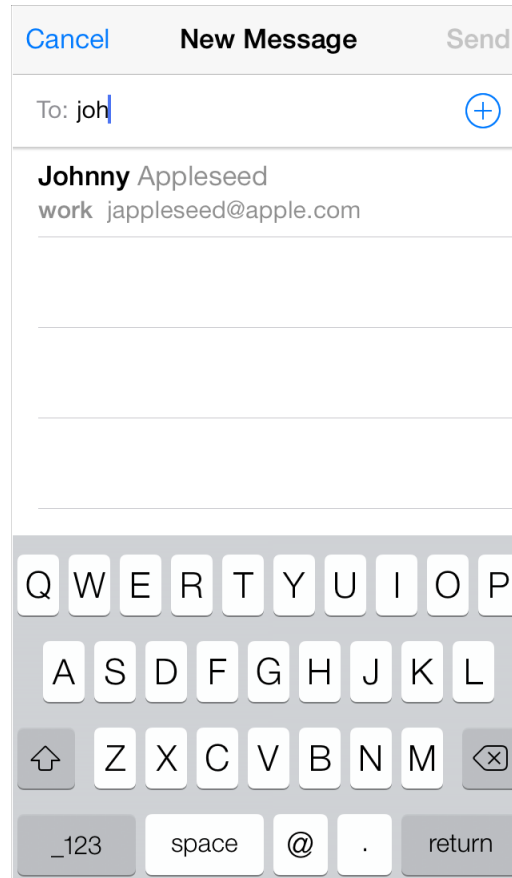 Cancel New Message Send
To: joh
Johnny Appleseed
work jappleseed@apple.com
Q W E R T Y U I O P
A S D F G H J K L
Z X C V B N M
_123 space @ . return